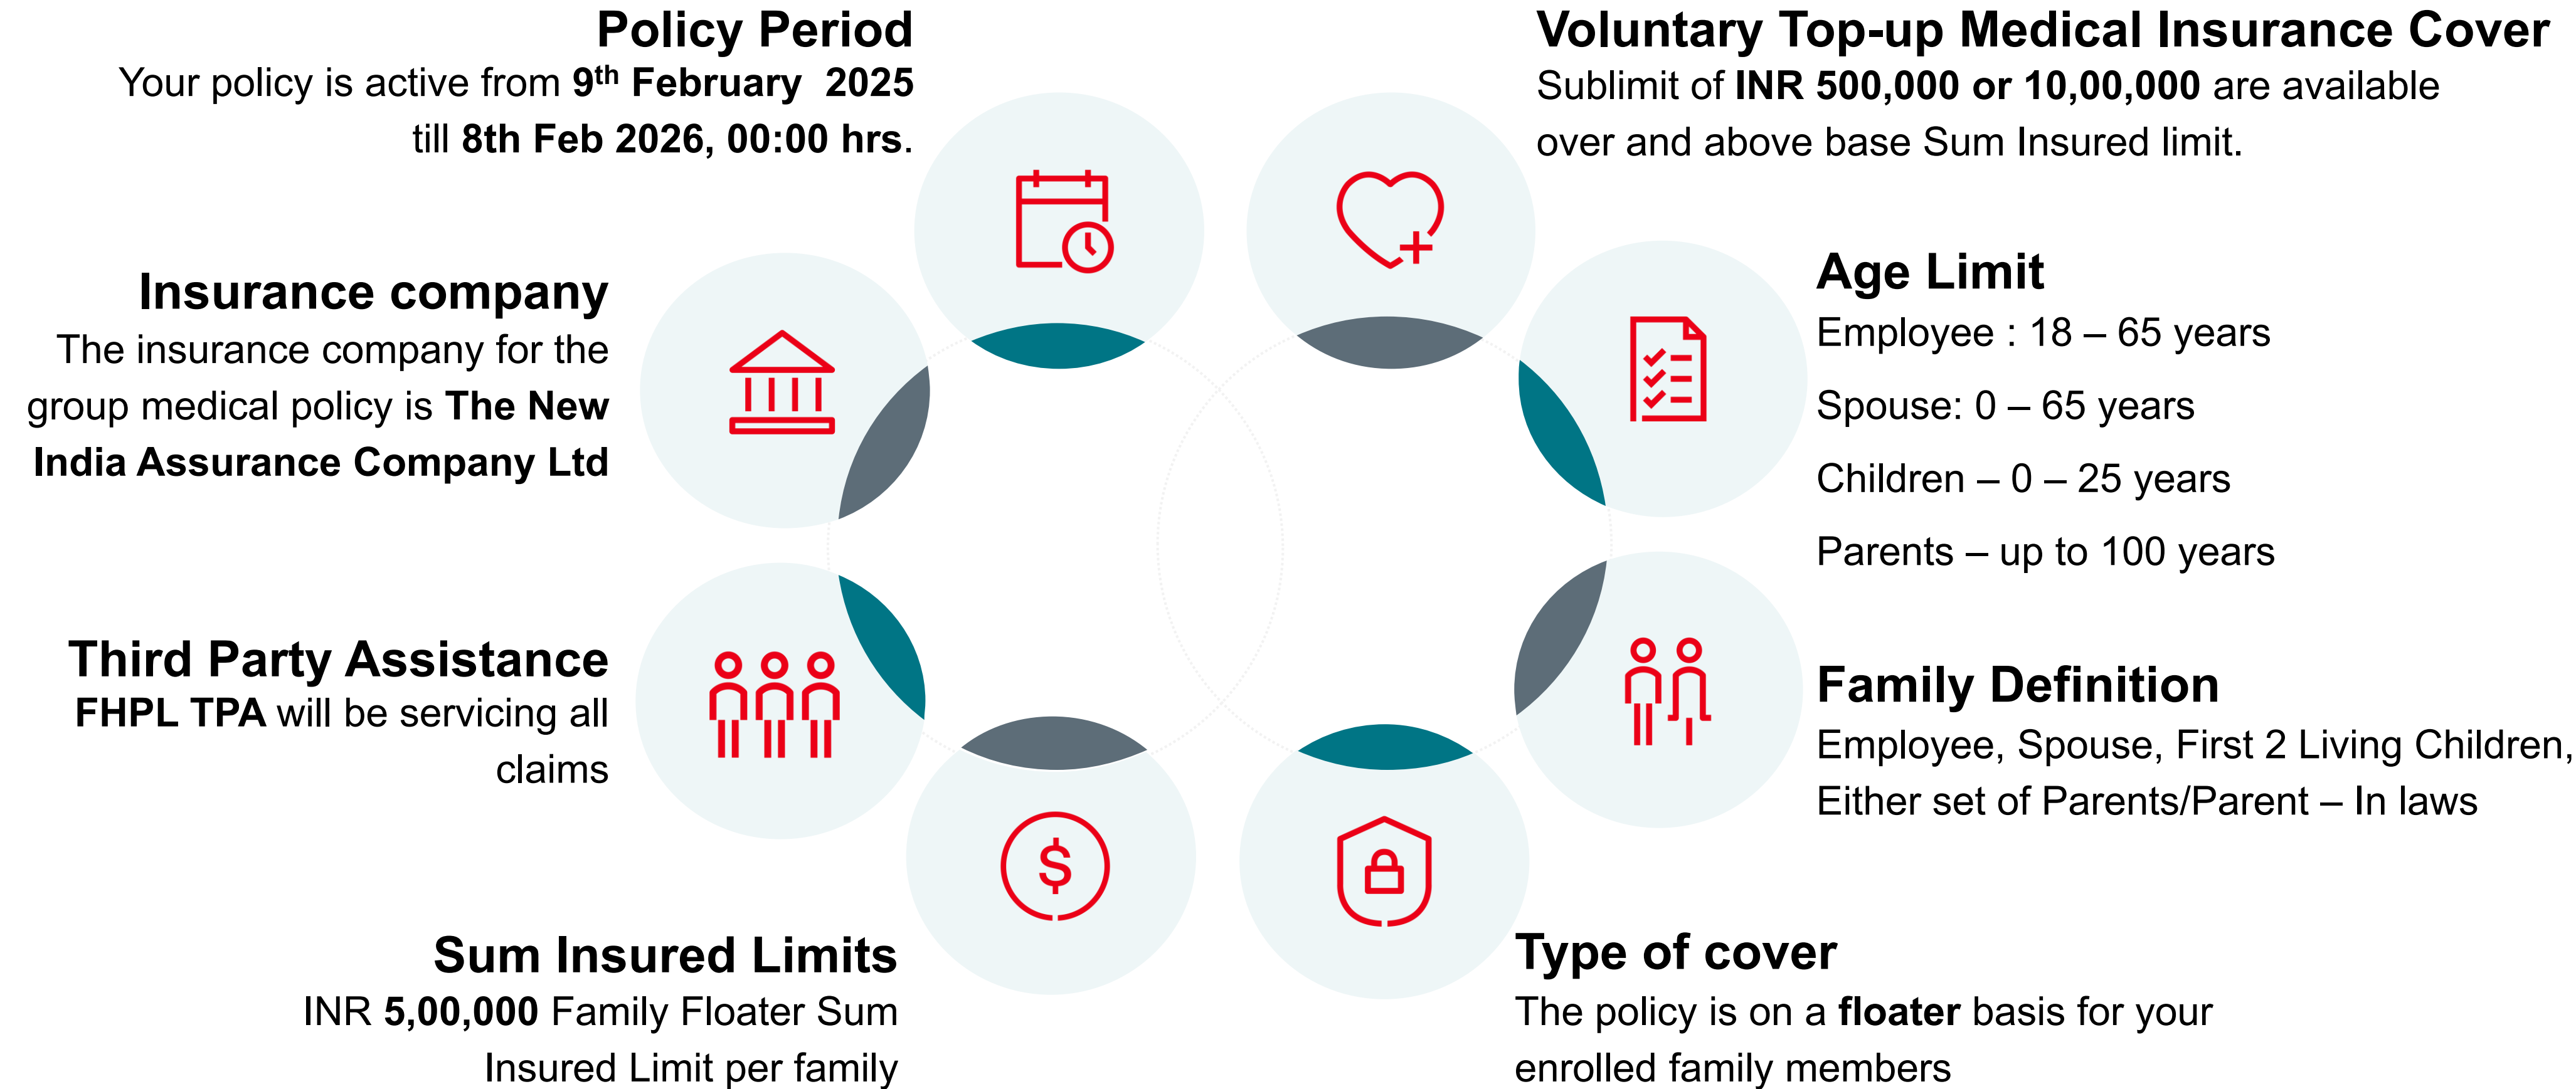 Policy Period
Your policy is active from 9th February 2025
till 8th Feb 2026, 00:00 hrs.
Insurance company
The insurance company for the
group medical policy is The New
India Assurance Company Ltd
Third Party Assistance
FHPL TPA will be servicing all
claims
Sum Insured Limits
INR 5,00,000 Family Floater Sum
Insured Limit per family
Voluntary Top-up Medical Insurance Cover
Sublimit of INR 500,000 or 10,00,000 are available
over and above base Sum Insured limit.
Age Limit
Employee : 18 – 65 years
Spouse: 0 – 65 years
Children – 0 – 25 years
Parents – up to 100 years
Family Definition
Employee, Spouse, First 2 Living Children,
Either set of Parents/Parent – In laws
Type of cover
The policy is on a floater basis for your
enrolled family members
$